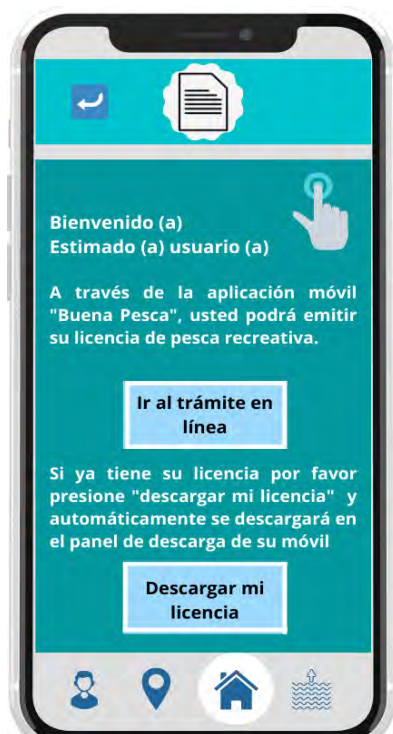 Bienvenido (a)
Estimado (a) usuario (a)
A través de la aplicación móvil
"Buena Pesca", usted podrá emitir
su licencia de pesca recreativa.
Ir al trámite en
línea
Si ya tiene su licencia por favor
presione "descargar mi licencia" y
automáticamente se descargará en
el panel de descarga de su móvil
Descargar mi
licencia